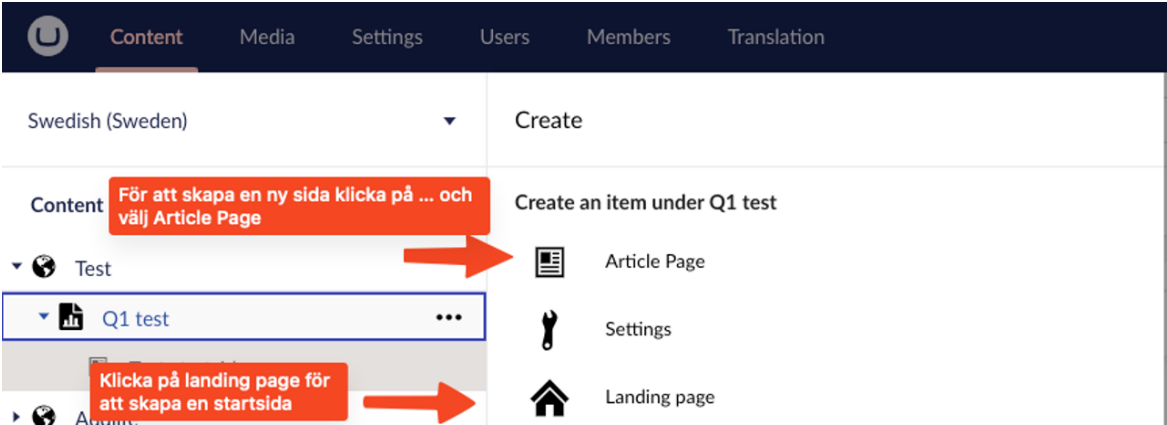 Content Media Settings Users Members Translation
Swedish (Sweden)
Create
Content
För att skapa en ny sida klicka på ... och
välj Article Page
Create an item under Q1 test
Article Page
Test
Q1 test
Settings
Klicka på landing page för
att skapa en startsida
Landing page